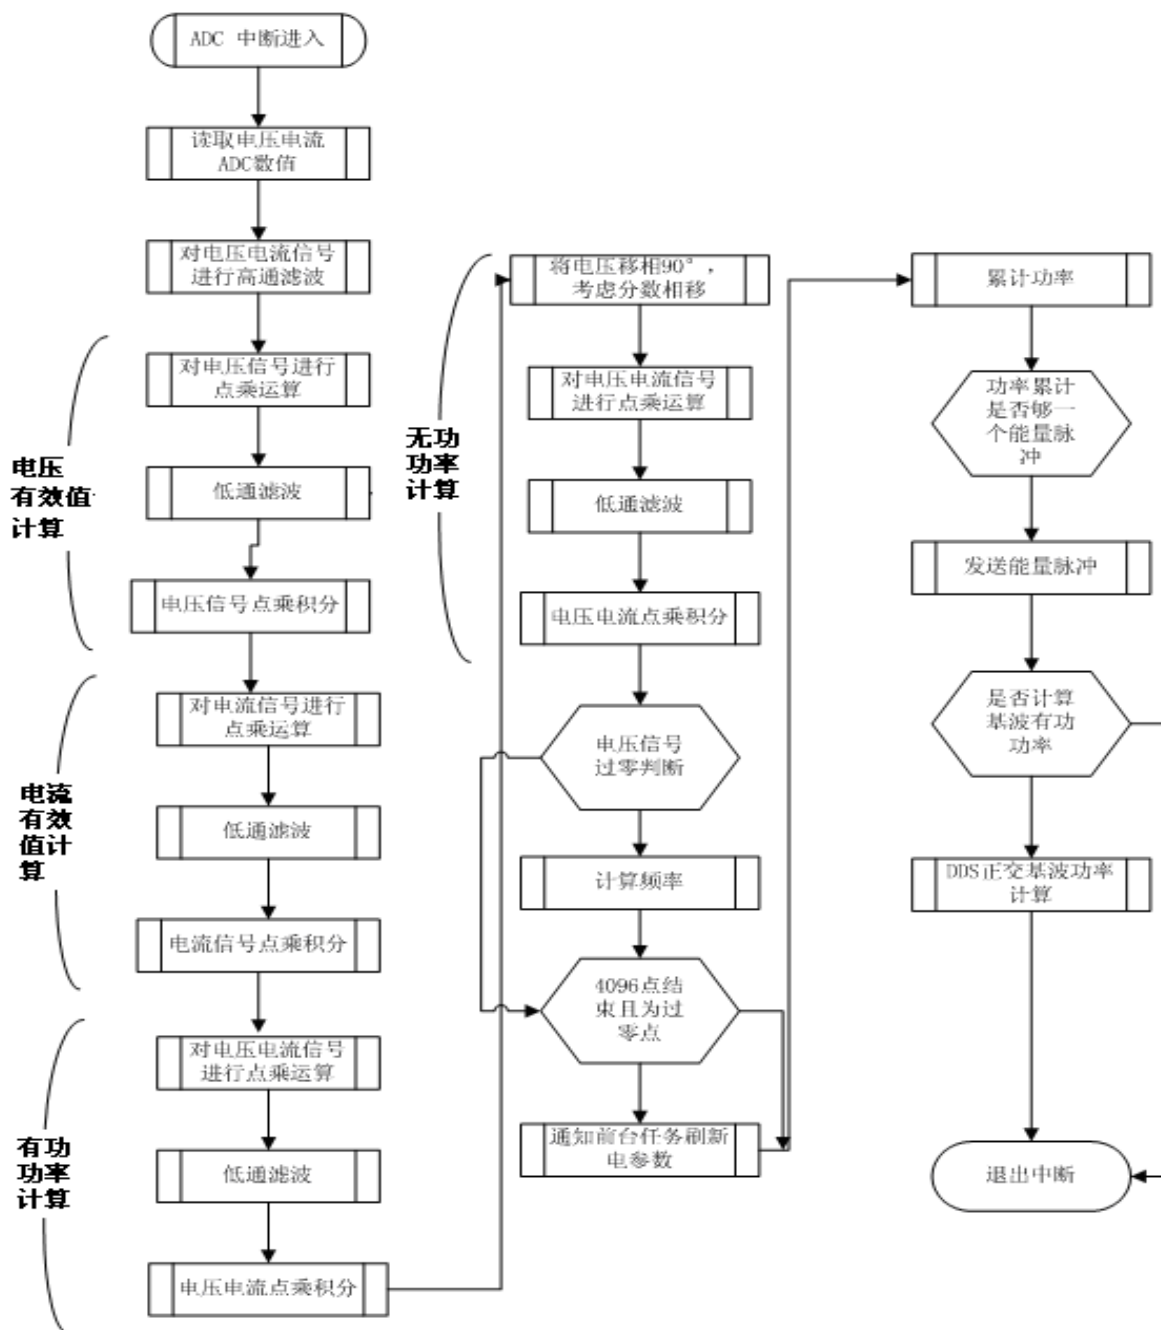 ADC 中断进入
读取电压电流
ADC数值
对电压电流信号
进行高通滤波
电压
有效值
计算
对电压信号进行
点乘运算
低通滤波
电压信号点乘积分
电流
有效
值计
算
对电流信号进行
点乘运算
低通滤波
电流信号点乘积分
有功
功率
计算
对电压电流信号
进行点乘运算
低通滤波
电压电流点乘积分
无功
功率
计算
将电压移相90°，
考虑分数相移
对电压电流信号
进行点乘运算
低通滤波
电压电流点乘积分
电压信号
过零判断
计算频率
4096点结
束且为过
零点
通知前台任务刷新
电参数
累计功率
功率累计
是否够一
个能量脉
冲
发送能量脉冲
是否计算
基波有功
功率
DDS正交基波功率
计算
退出中断